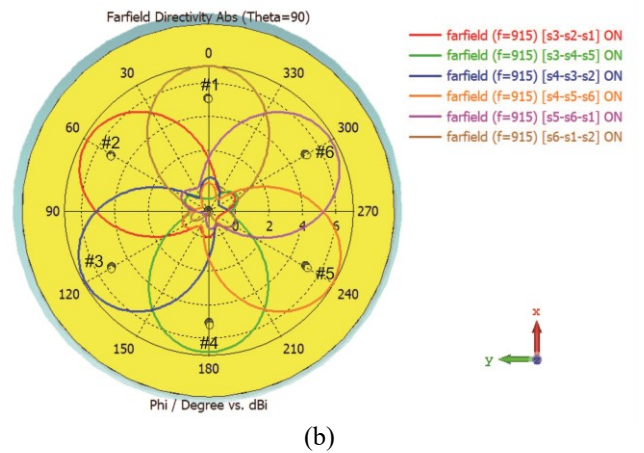 Farfield Directivity Abs (Theta=90)
0
30
330
#1
60
300
#2
#6
90
0
2
4
6
270
#3
#5
120
240
#4
150
210
180
Phi / Degree vs. dBi
farfield (f=915) [s3-s2-s1] ON
farfield (f=915) [s3-s4-s5] ON
farfield (f=915) [s4-s3-s2] ON
farfield (f=915) [s4-s5-s6] ON
farfield (f=915) [s5-s6-s1] ON
farfield (f=915) [s6-s1-s2] ON
x
y
(b)